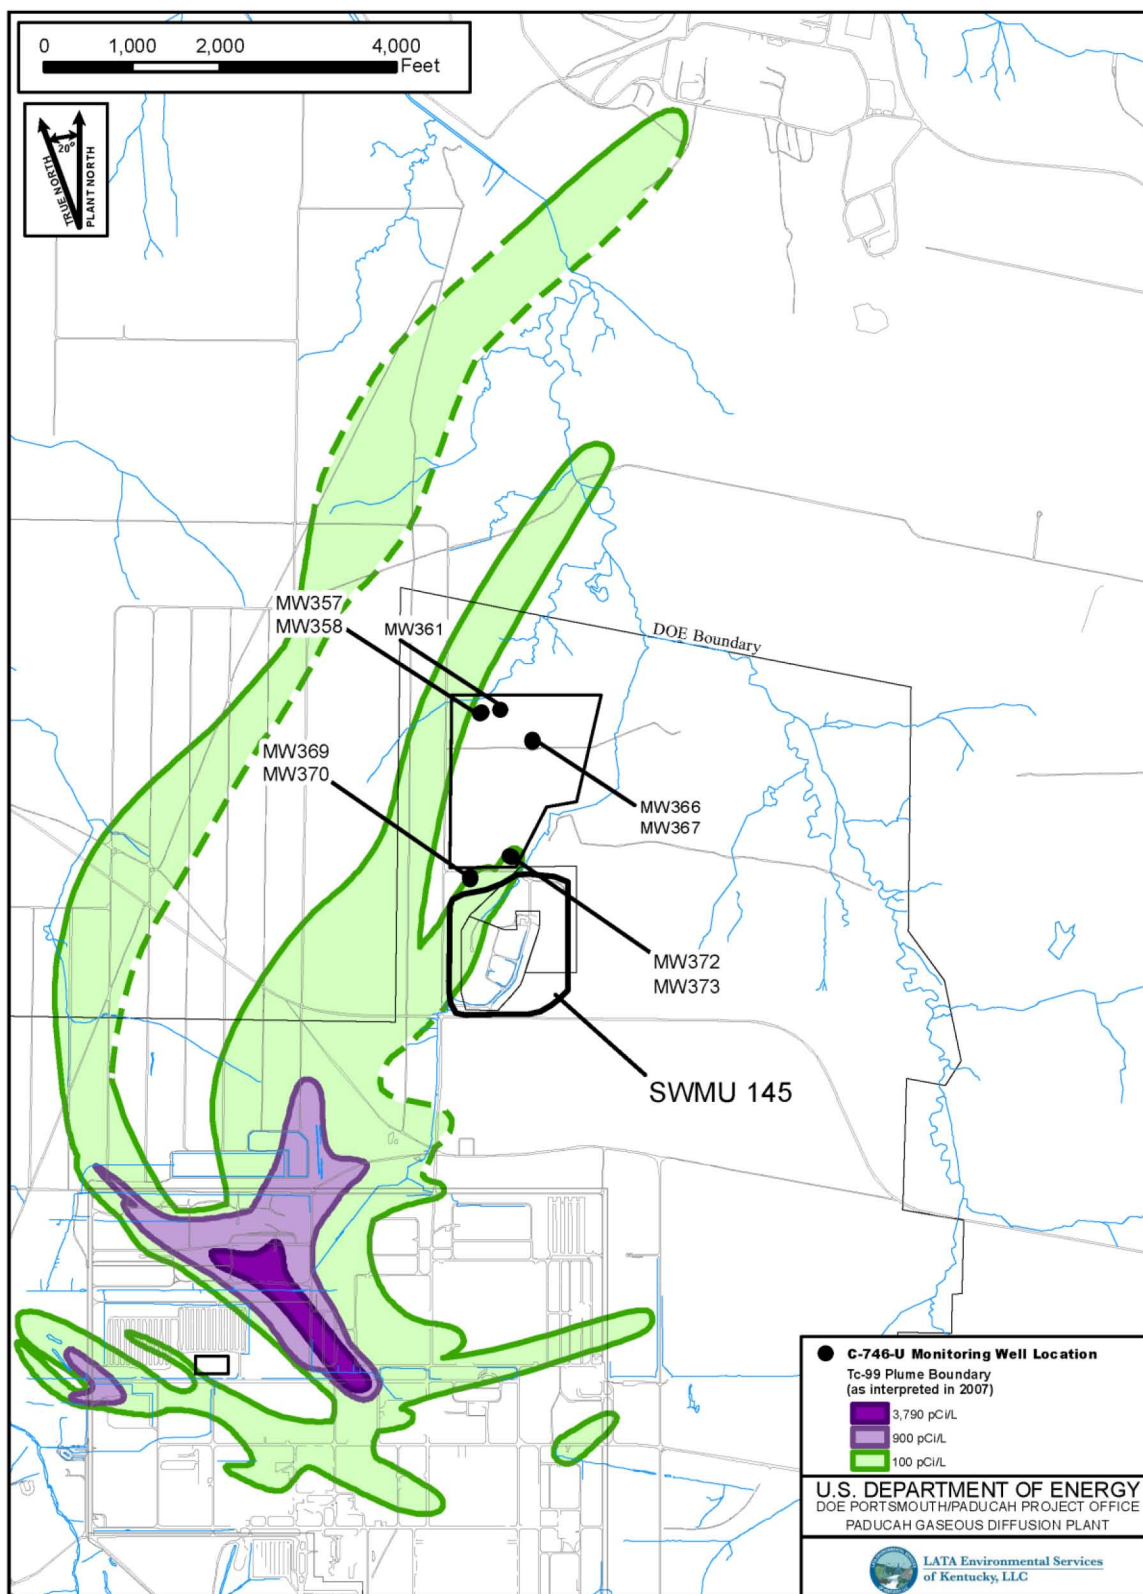 0 1,000 2,000 4,000
Feet
20°
TRUE NORTH
PLANT NORTH
MW357
MW358
MW361
DOE Boundary
MW369
MW370
MW366
MW367
MW372
MW373
SWMU 145
C-746-U Monitoring Well Location
Tc-99 Plume Boundary
(as interpreted in 2007)
3,790 pCi/L
900 pCi/L
100 pCi/L
U.S. DEPARTMENT OF ENERGY
DOE PORTSMOUTH/PADUCAH PROJECT OFFICE
PADUCAH GASEOUS DIFFUSION PLANT
LATA Environmental Services
of Kentucky, LLC